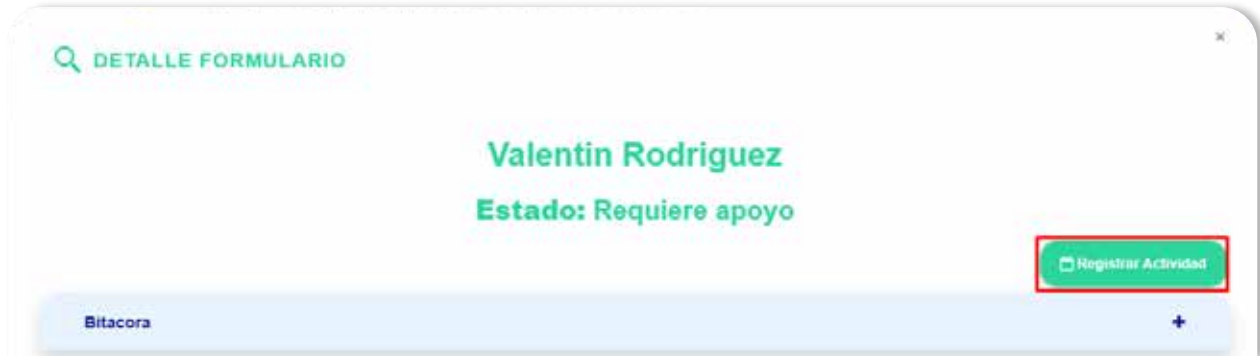 DETALLE FORMULARIO
Valentin Rodriguez
Estado: Requiere apoyo
Registrar Actividad
Bitacora